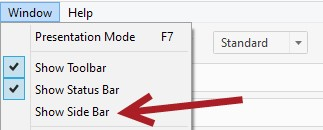 Window Help
Presentation Mode F7
Standard
Show Toolbar
Show Status Bar
Show Side Bar